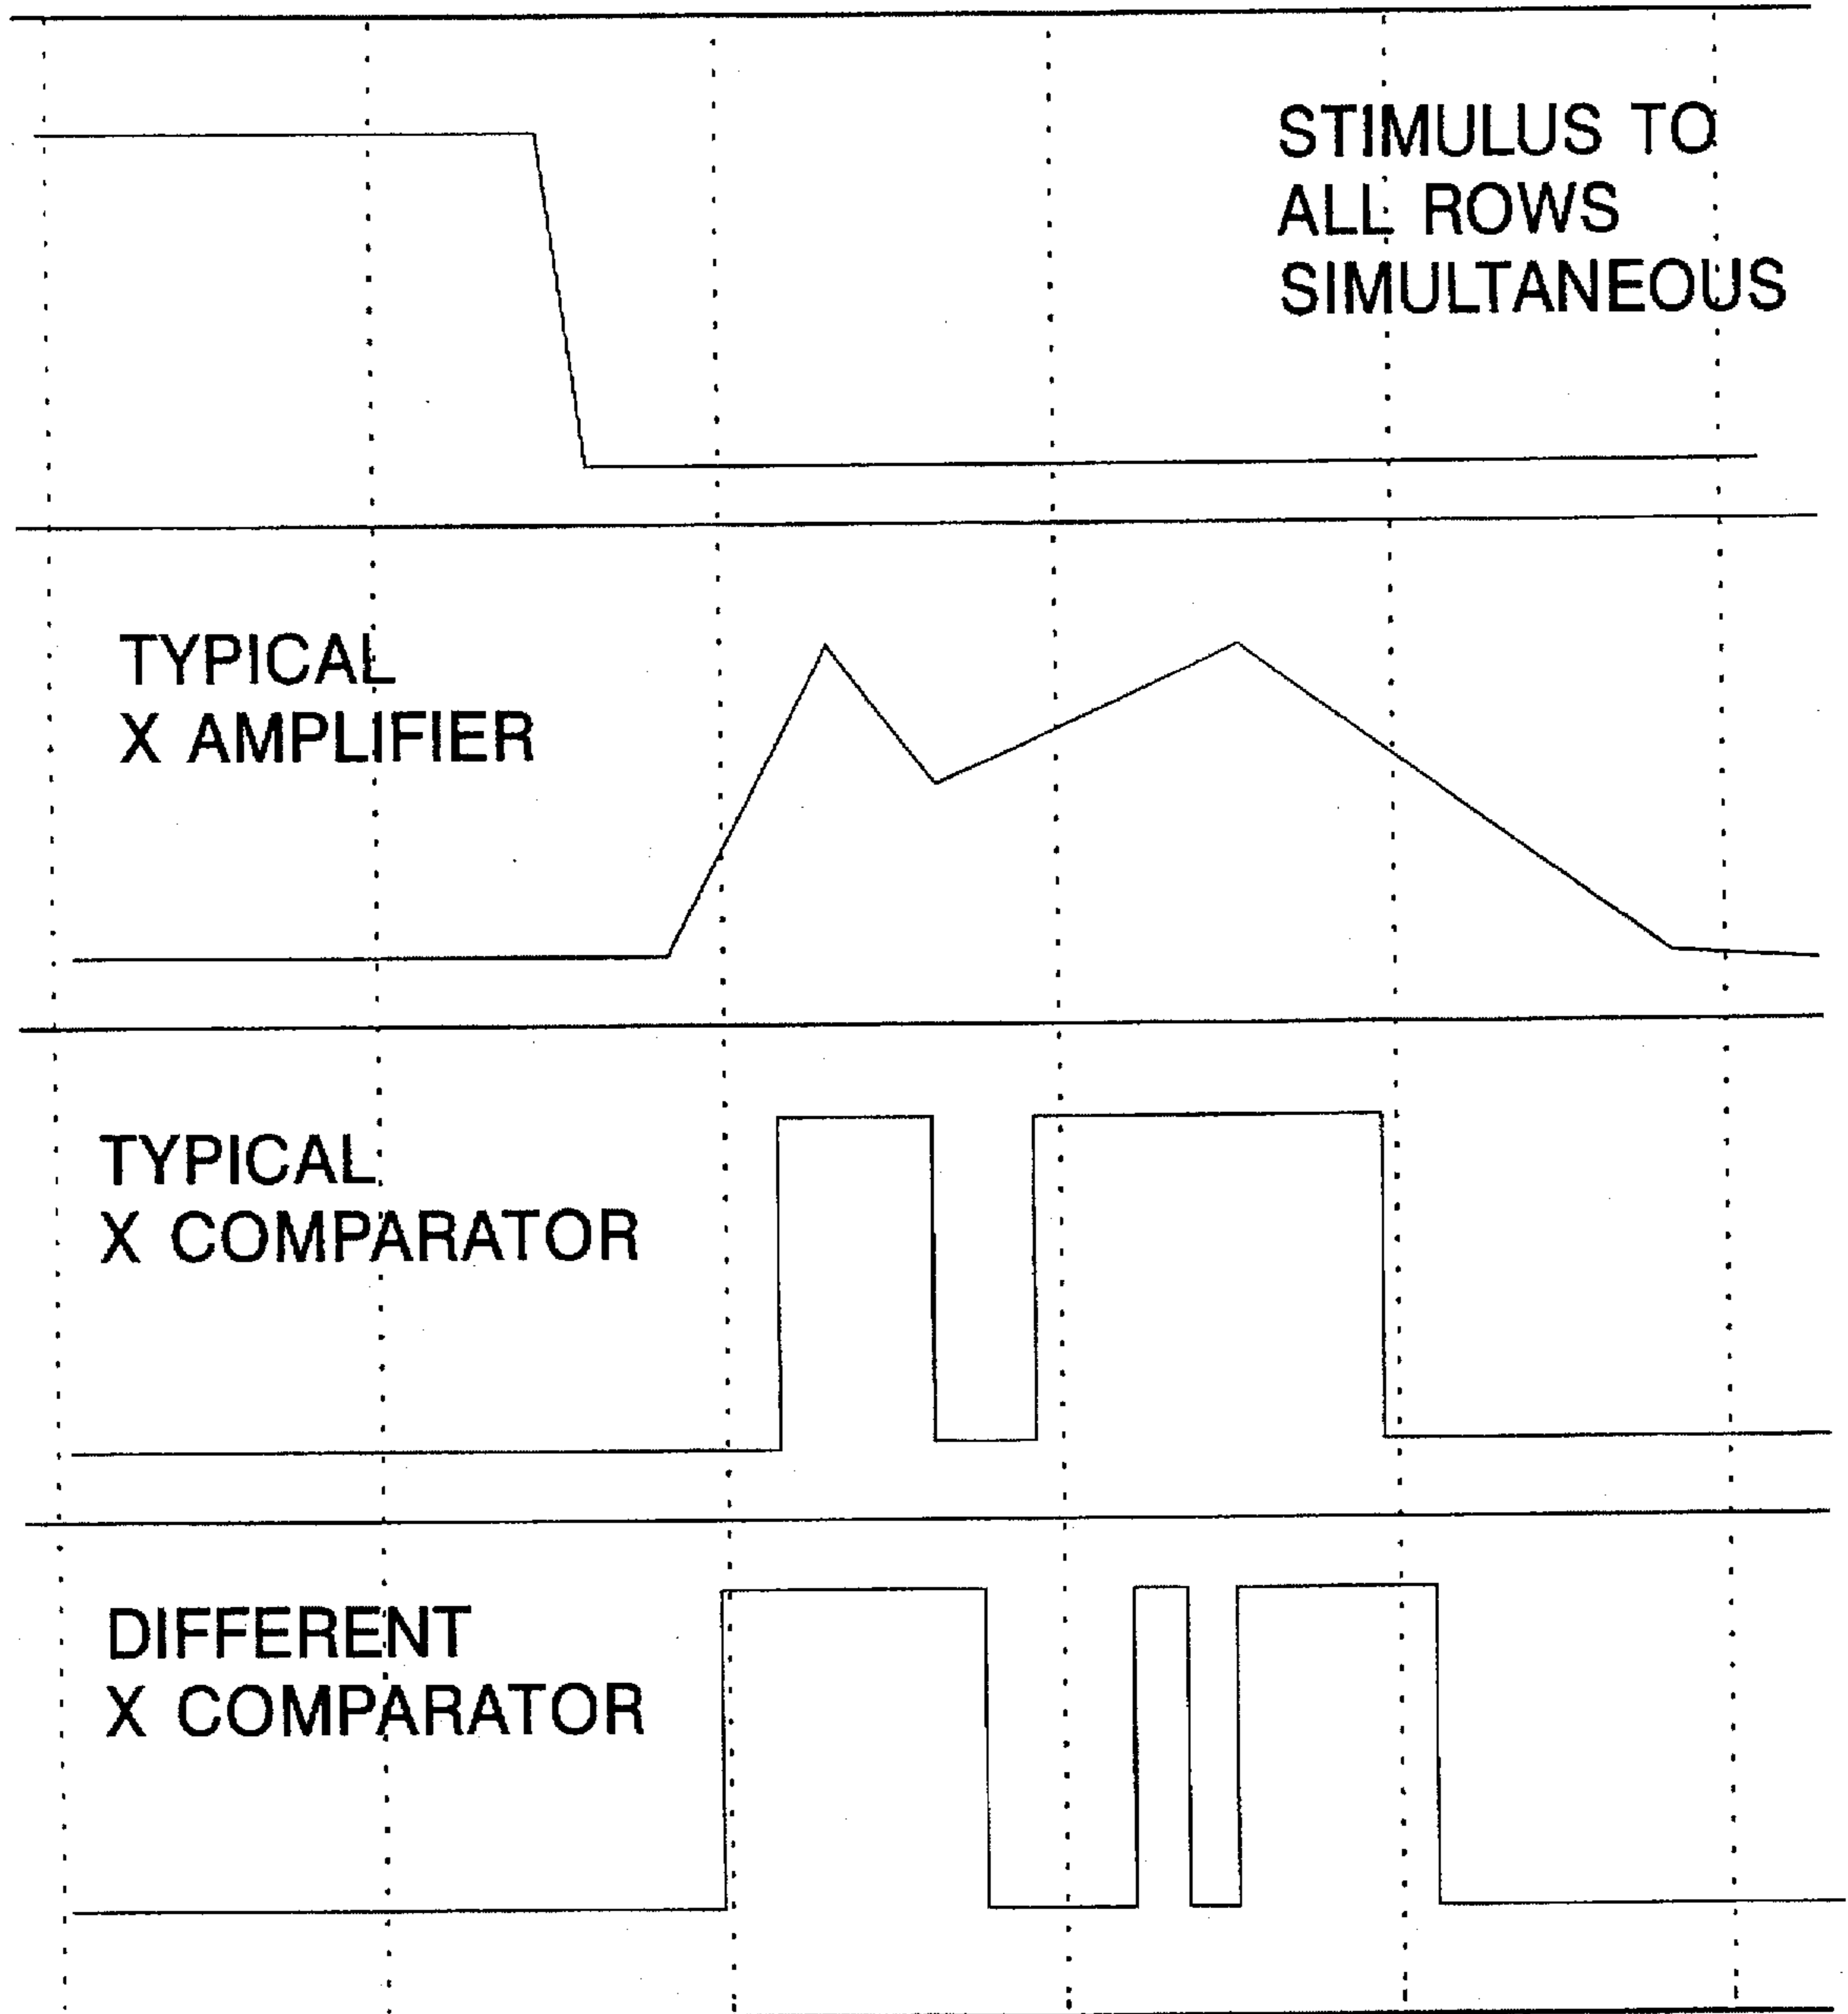 STIMULUS TO
ALL ROWS
SIMULTANEOUS
TYPICAL
X AMPLIFIER
TYPICAL
X COMPARATOR
DIFFERENT
X COMPARATOR